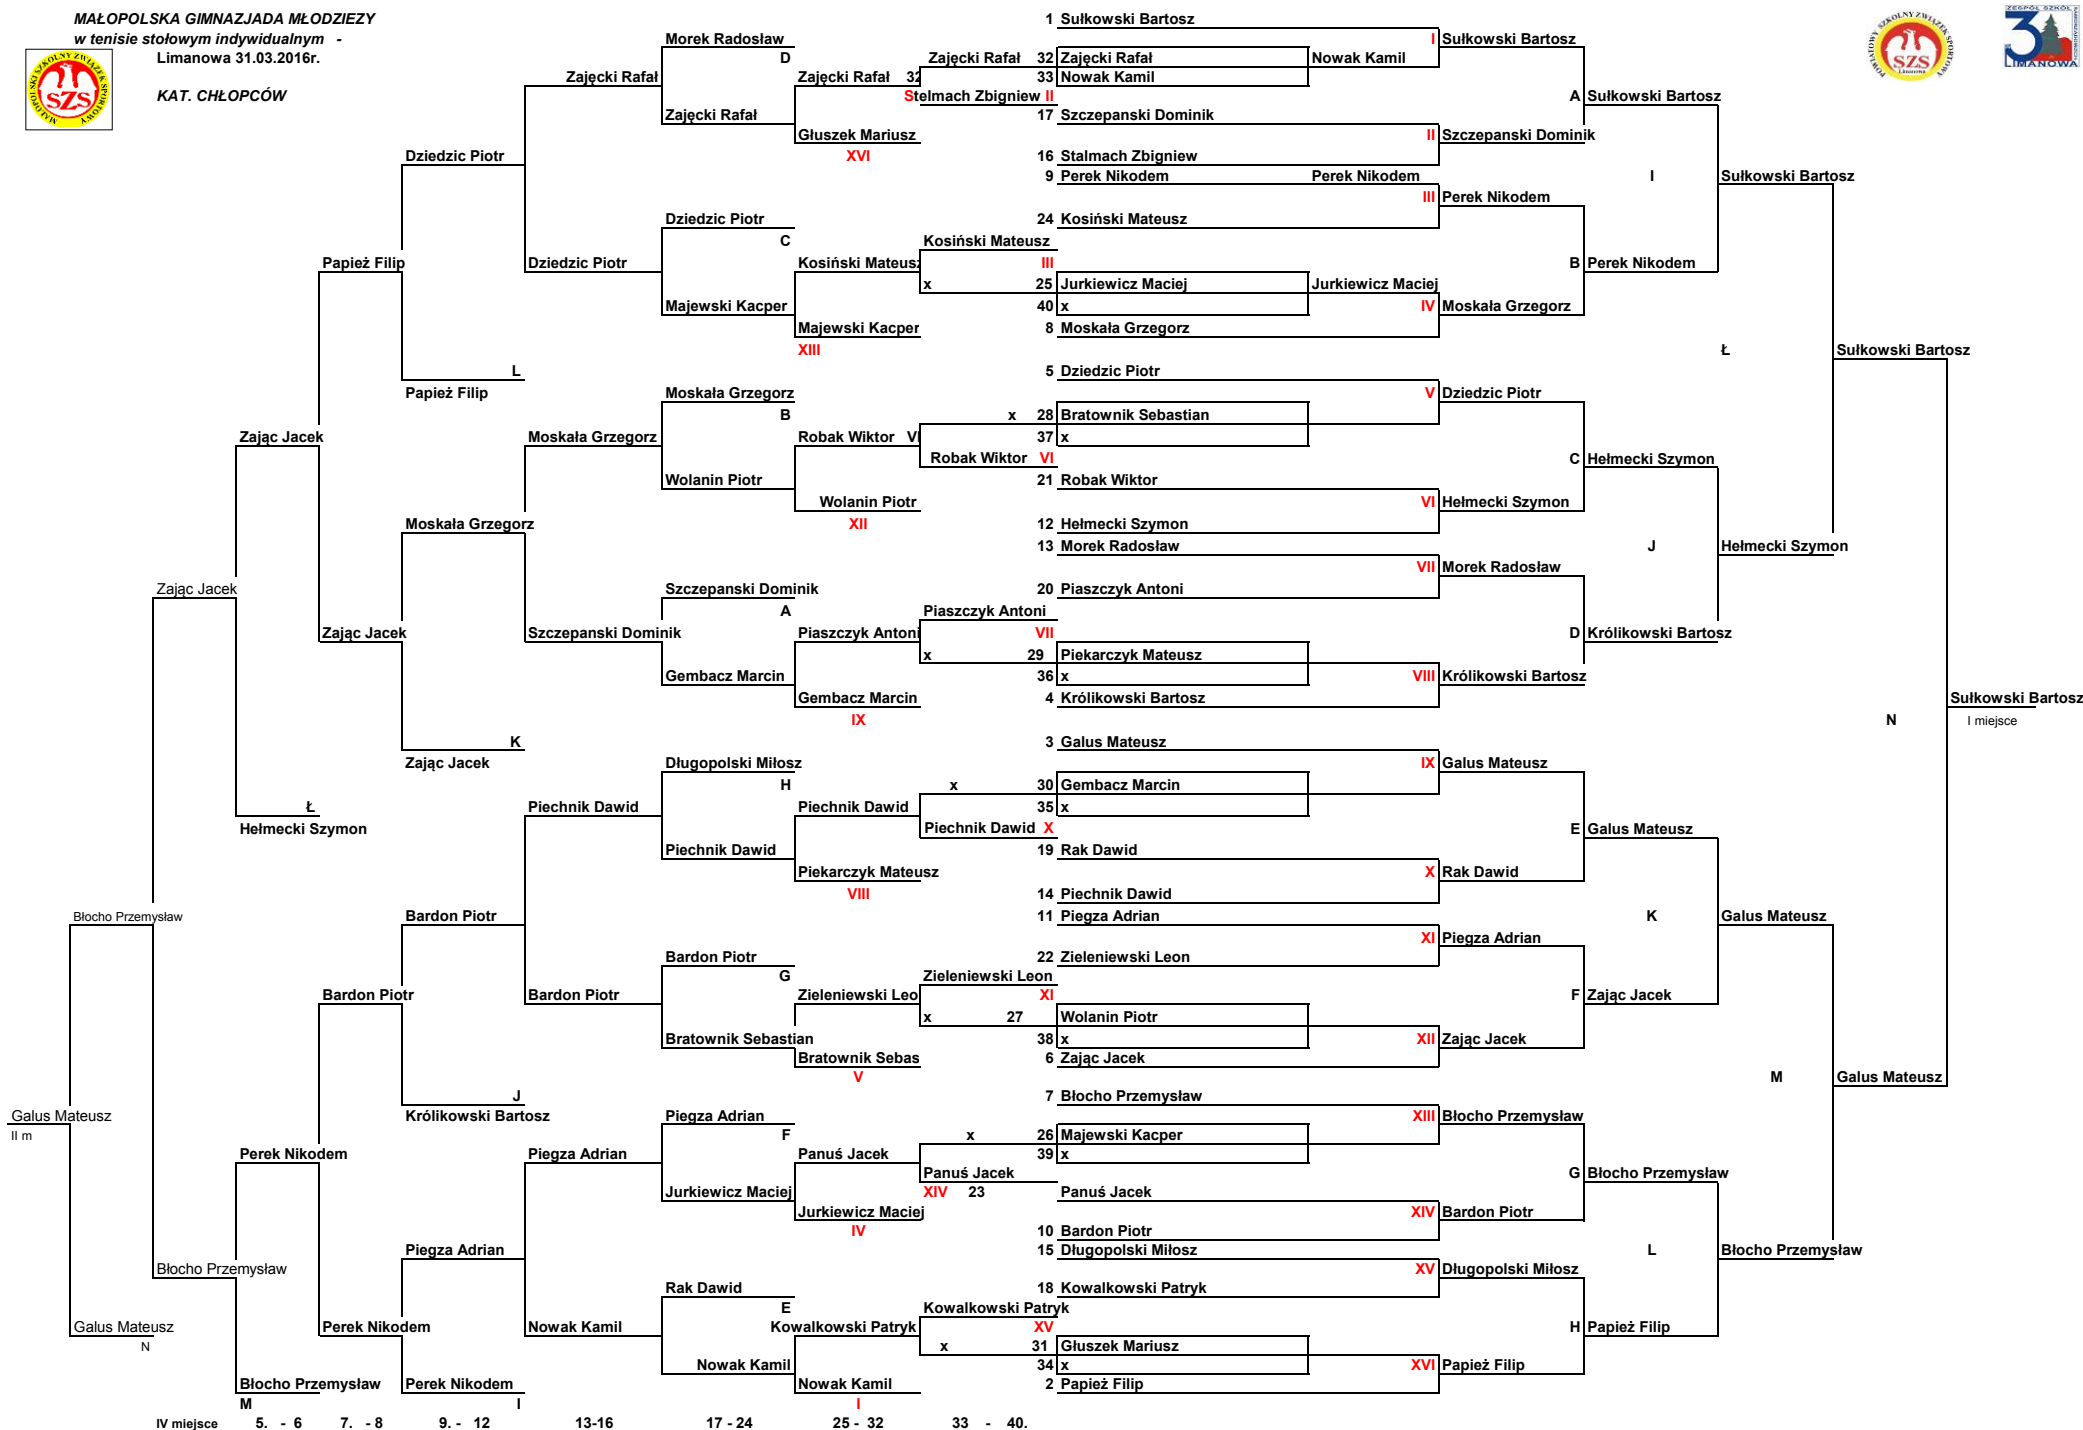 MAŁOPOLSKA GIMNAZJADA MŁODZIEZY
w tenisie stołowym indywidualnym -
Limanowa 31.03.2016r.
KAT. CHŁOPCÓW
MAŁOPOLSKI SZKOLNY ZWIĄZEK SPORTOWY
SZS
POWIATOWY SZKOLNY ZWIĄZEK SPORTOWY
SZS
Limanowa
ZESPÓŁ SZKÓŁ
3
LIMANOWA
1 Sułkowski Bartosz
Morek Radosław
I Sułkowski Bartosz
D Zajęcki Rafał 32 Zajęcki Rafał Nowak Kamil
Zajęcki Rafał Zajęcki Rafał 32 33 Nowak Kamil
Stelmach Zbigniew II A Sułkowski Bartosz
Zajęcki Rafał 17 Szczepanski Dominik
Głuszek Mariusz II Szczepanski Dominik
Dziedzic Piotr XVI 16 Stalmach Zbigniew
9 Perek Nikodem Perek Nikodem I Sułkowski Bartosz
III Perek Nikodem
Dziedzic Piotr 24 Kosiński Mateusz
C Kosiński Mateusz
Papież Filip Dziedzic Piotr Kosiński Mateusz III B Perek Nikodem
x 25 Jurkiewicz Maciej Jurkiewicz Maciej
Majewski Kacper 40 x IV Moskała Grzegorz
Majewski Kacper 8 Moskała Grzegorz
XIII Ł Sułkowski Bartosz
L 5 Dziedzic Piotr
Papież Filip Moskała Grzegorz V Dziedzic Piotr
B x 28 Bratownik Sebastian
Zając Jacek Moskała Grzegorz Robak Wiktor VI 37 x
Robak Wiktor VI C Hełmecki Szymon
Wolanin Piotr 21 Robak Wiktor
Wolanin Piotr VI Hełmecki Szymon
Moskała Grzegorz XII 12 Hełmecki Szymon
13 Morek Radosław J Hełmecki Szymon
VII Morek Radosław
Zając Jacek Szczepanski Dominik 20 Piaszczyk Antoni
A Piaszczyk Antoni
Zając Jacek Szczepanski Dominik Piaszczyk Antoni VII D Królikowski Bartosz
x 29 Piekarczyk Mateusz
Gembacz Marcin 36 x VIII Królikowski Bartosz
Gembacz Marcin 4 Królikowski Bartosz Sułkowski Bartosz
IX N I miejsce
K 3 Galus Mateusz
Zając Jacek Długopolski Miłosz IX Galus Mateusz
H x 30 Gembacz Marcin
Ł Piechnik Dawid Piechnik Dawid 35 x
Hełmecki Szymon Piechnik Dawid X E Galus Mateusz
Piechnik Dawid 19 Rak Dawid
Piekarczyk Mateusz X Rak Dawid
VIII 14 Piechnik Dawid
Błocho Przemysław Bardon Piotr 11 Piegza Adrian K Galus Mateusz
XI Piegza Adrian
Bardon Piotr 22 Zieleniewski Leon
G Zieleniewski Leon
Bardon Piotr Bardon Piotr Zieleniewski Leo XI F Zając Jacek
x 27 Wolanin Piotr
Bratownik Sebastian 38 x XII Zając Jacek
Bratownik Sebas 6 Zając Jacek
V M Galus Mateusz
J 7 Błocho Przemysław
Galus Mateusz Królikowski Bartosz Piegza Adrian XIII Błocho Przemysław
II m F x 26 Majewski Kacper
Perek Nikodem Piegza Adrian Panuś Jacek 39 x
Panuś Jacek G Błocho Przemysław
Jurkiewicz Maciej XIV 23 Panuś Jacek
Jurkiewicz Maciej XIV Bardon Piotr
IV 10 Bardon Piotr
Piegza Adrian 15 Długopolski Miłosz L Błocho Przemysław
Błocho Przemysław XV Długopolski Miłosz
Rak Dawid 18 Kowalkowski Patryk
E Kowalkowski Patryk
Galus Mateusz Perek Nikodem Nowak Kamil Kowalkowski Patryk XV H Papież Filip
N x 31 Głuszek Mariusz
Nowak Kamil 34 x XVI Papież Filip
Błocho Przemysław Perek Nikodem Nowak Kamil 2 Papież Filip
M I I
IV miejsce 5. - 6 7. - 8 9. - 12 13-16 17 - 24 25 - 32 33 - 40.